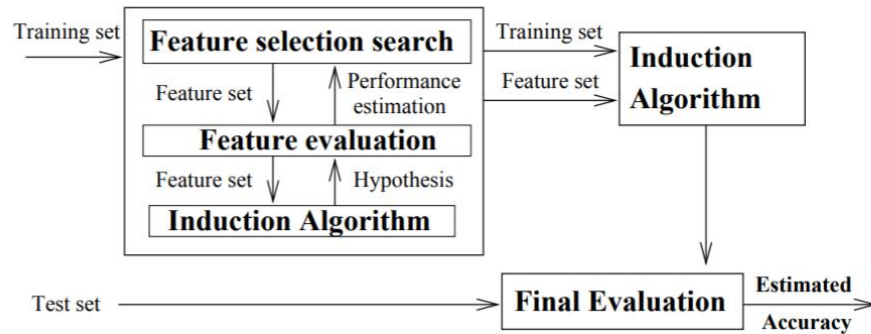 Training set
Feature selection search
Training set
Feature set
Performance
estimation
Feature set
Induction
Algorithm
Feature evaluation
Feature set
Hypothesis
Induction Algorithm
Test set
Final Evaluation
Estimated
Accuracy